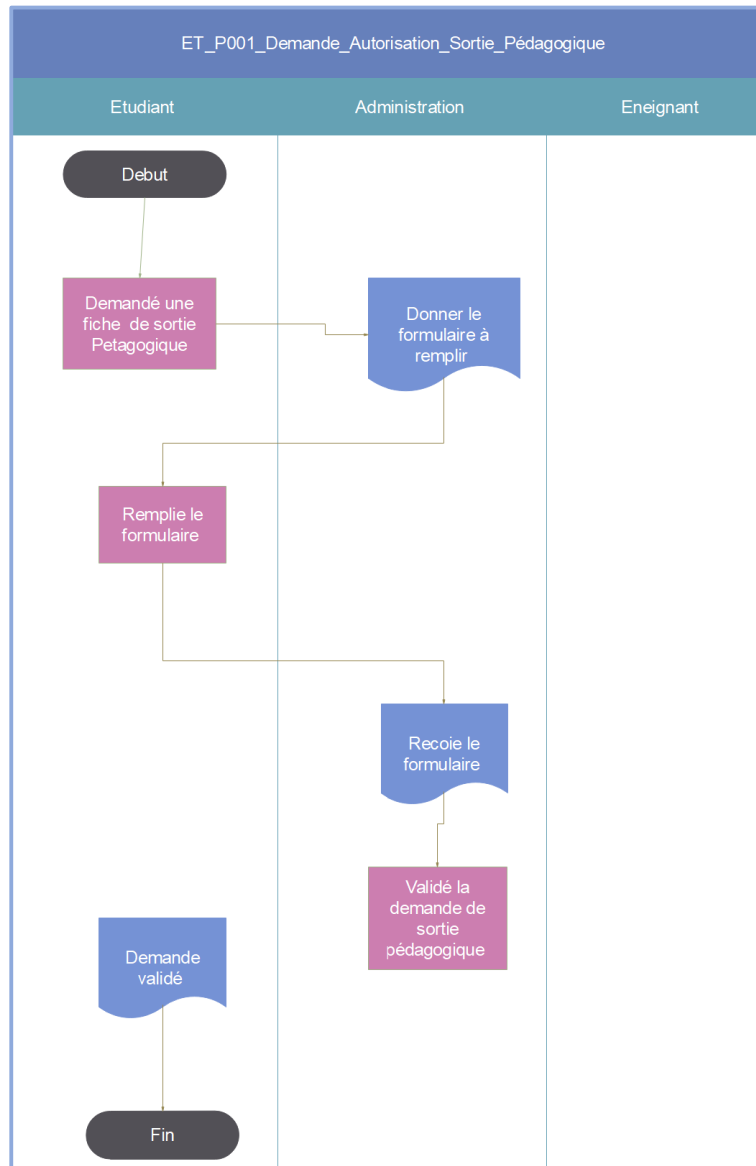 ET_P001_Demande_Autorisation_Sortie_Pédagogique
Etudiant
Administration
Eneignant
Debut
Demandé une
fiche de sortie
Petagogique
Donner le
formulaire à
remplir
Remplie le
formulaire
Recoie le
formulaire
Validé la
demande de
sortie
pédagogique
Demande
validé
Fin